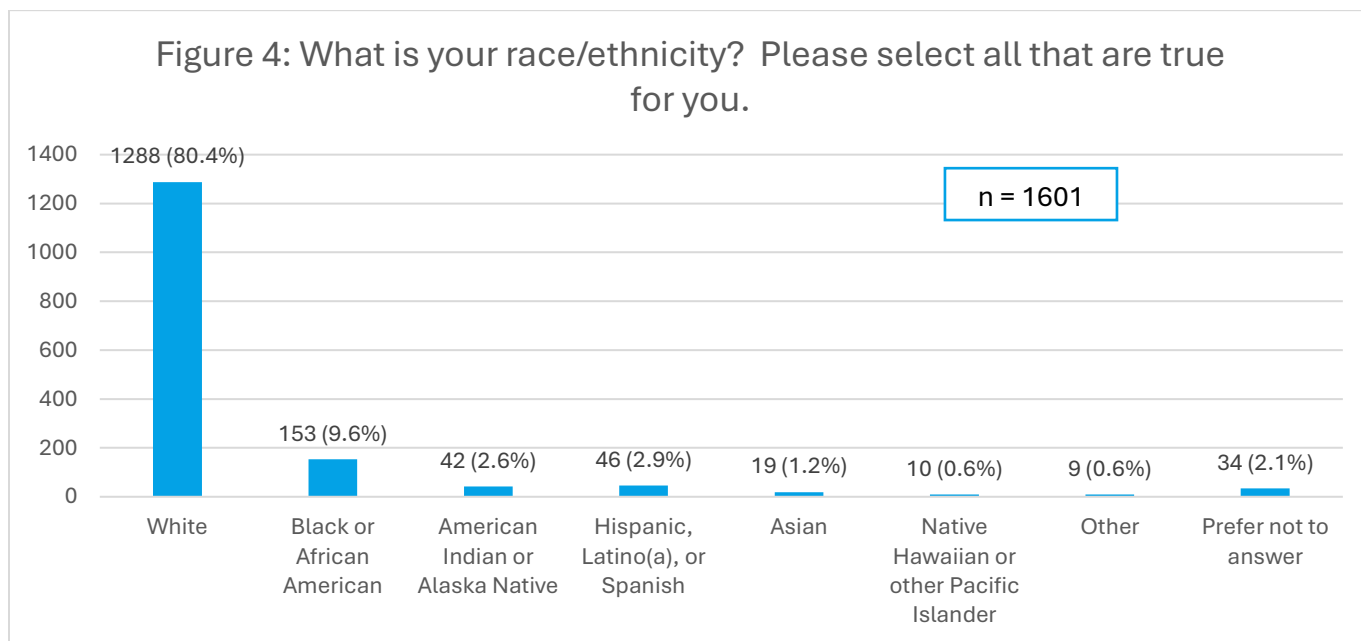 Figure 4: What is your race/ethnicity?  Please select all that are true
for you.
1400
1200
1000
800
600
400
200
0
1288 (80.4%)
153 (9.6%)
42 (2.6%)
46 (2.9%)
19 (1.2%)
10 (0.6%)
9 (0.6%)
34 (2.1%)
n = 1601
White
Black or
African
American
American
Indian or
Alaska Native
Hispanic,
Latino(a), or
Spanish
Asian
Native
Hawaiian or
other Pacific
Islander
Other
Prefer not to
answer